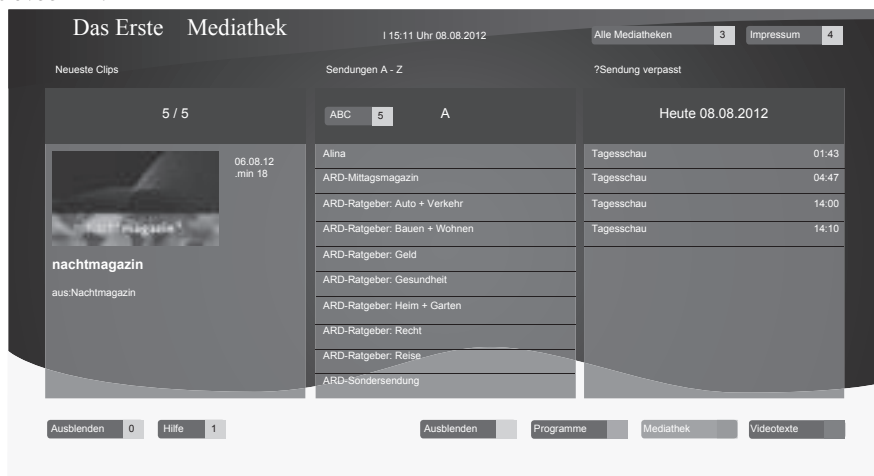 Das Erste Mediathek
I 15:11 Uhr 08.08.2012
Alle Mediatheken 3
Impressum 4
Neueste Clips
Sendungen A - Z
?Sendung verpasst
5 / 5
ABC 5
A
Heute 08.08.2012
06.08.12
.min 18
nachtmagazin
aus:Nachtmagazin
Alina
ARD-Mittagsmagazin
ARD-Ratgeber: Auto + Verkehr
ARD-Ratgeber: Bauen + Wohnen
ARD-Ratgeber: Geld
ARD-Ratgeber: Gesundheit
ARD-Ratgeber: Heim + Garten
ARD-Ratgeber: Recht
ARD-Ratgeber: Reise
ARD-Sondersendung
Tagesschau 01:43
Tagesschau 04:47
Tagesschau 14:00
Tagesschau 14:10
Ausblenden 0
Hilfe 1
Ausblenden
Programme
Mediathek
Videotexte